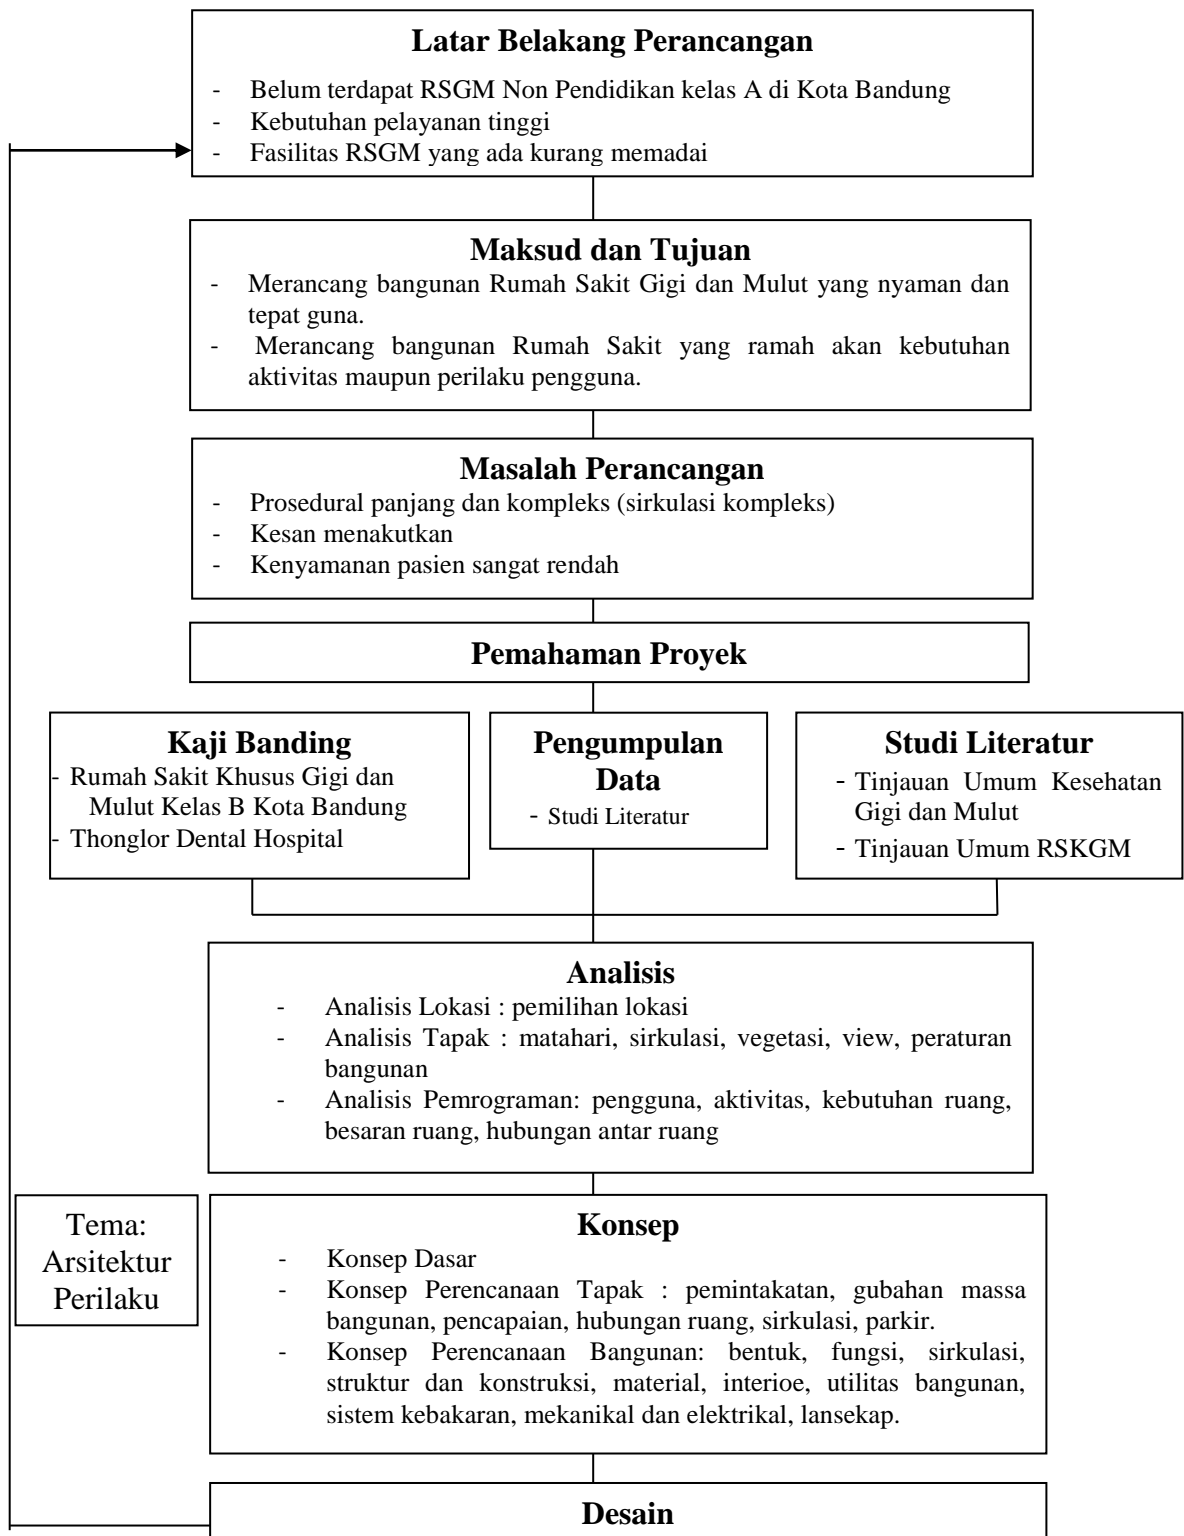 Latar Belakang Perancangan
- Belum terdapat RSGM Non Pendidikan kelas A di Kota Bandung
- Kebutuhan pelayanan tinggi
- Fasilitas RSGM yang ada kurang memadai
Maksud dan Tujuan
- Merancang bangunan Rumah Sakit Gigi dan Mulut yang nyaman dan
tepat guna.
- Merancang bangunan Rumah Sakit yang ramah akan kebutuhan
aktivitas maupun perilaku pengguna.
Masalah Perancangan
- Prosedural panjang dan kompleks (sirkulasi kompleks)
- Kesan menakutkan
- Kenyamanan pasien sangat rendah
Pemahaman Proyek
Kaji Banding
- Rumah Sakit Khusus Gigi dan
Mulut Kelas B Kota Bandung
- Thonglor Dental Hospital
Pengumpulan
Data
- Studi Literatur
Studi Literatur
- Tinjauan Umum Kesehatan
Gigi dan Mulut
- Tinjauan Umum RSKGM
Analisis
- Analisis Lokasi : pemilihan lokasi
- Analisis Tapak : matahari, sirkulasi, vegetasi, view, peraturan
bangunan
- Analisis Pemrograman: pengguna, aktivitas, kebutuhan ruang,
besaran ruang, hubungan antar ruang
Tema:
Arsitektur
Perilaku
Konsep
- Konsep Dasar
- Konsep Perencanaan Tapak : pemintakatan, gubahan massa
bangunan, pencapaian, hubungan ruang, sirkulasi, parkir.
- Konsep Perencanaan Bangunan: bentuk, fungsi, sirkulasi,
struktur dan konstruksi, material, interioe, utilitas bangunan,
sistem kebakaran, mekanikal dan elektrikal, lansekap.
Desain